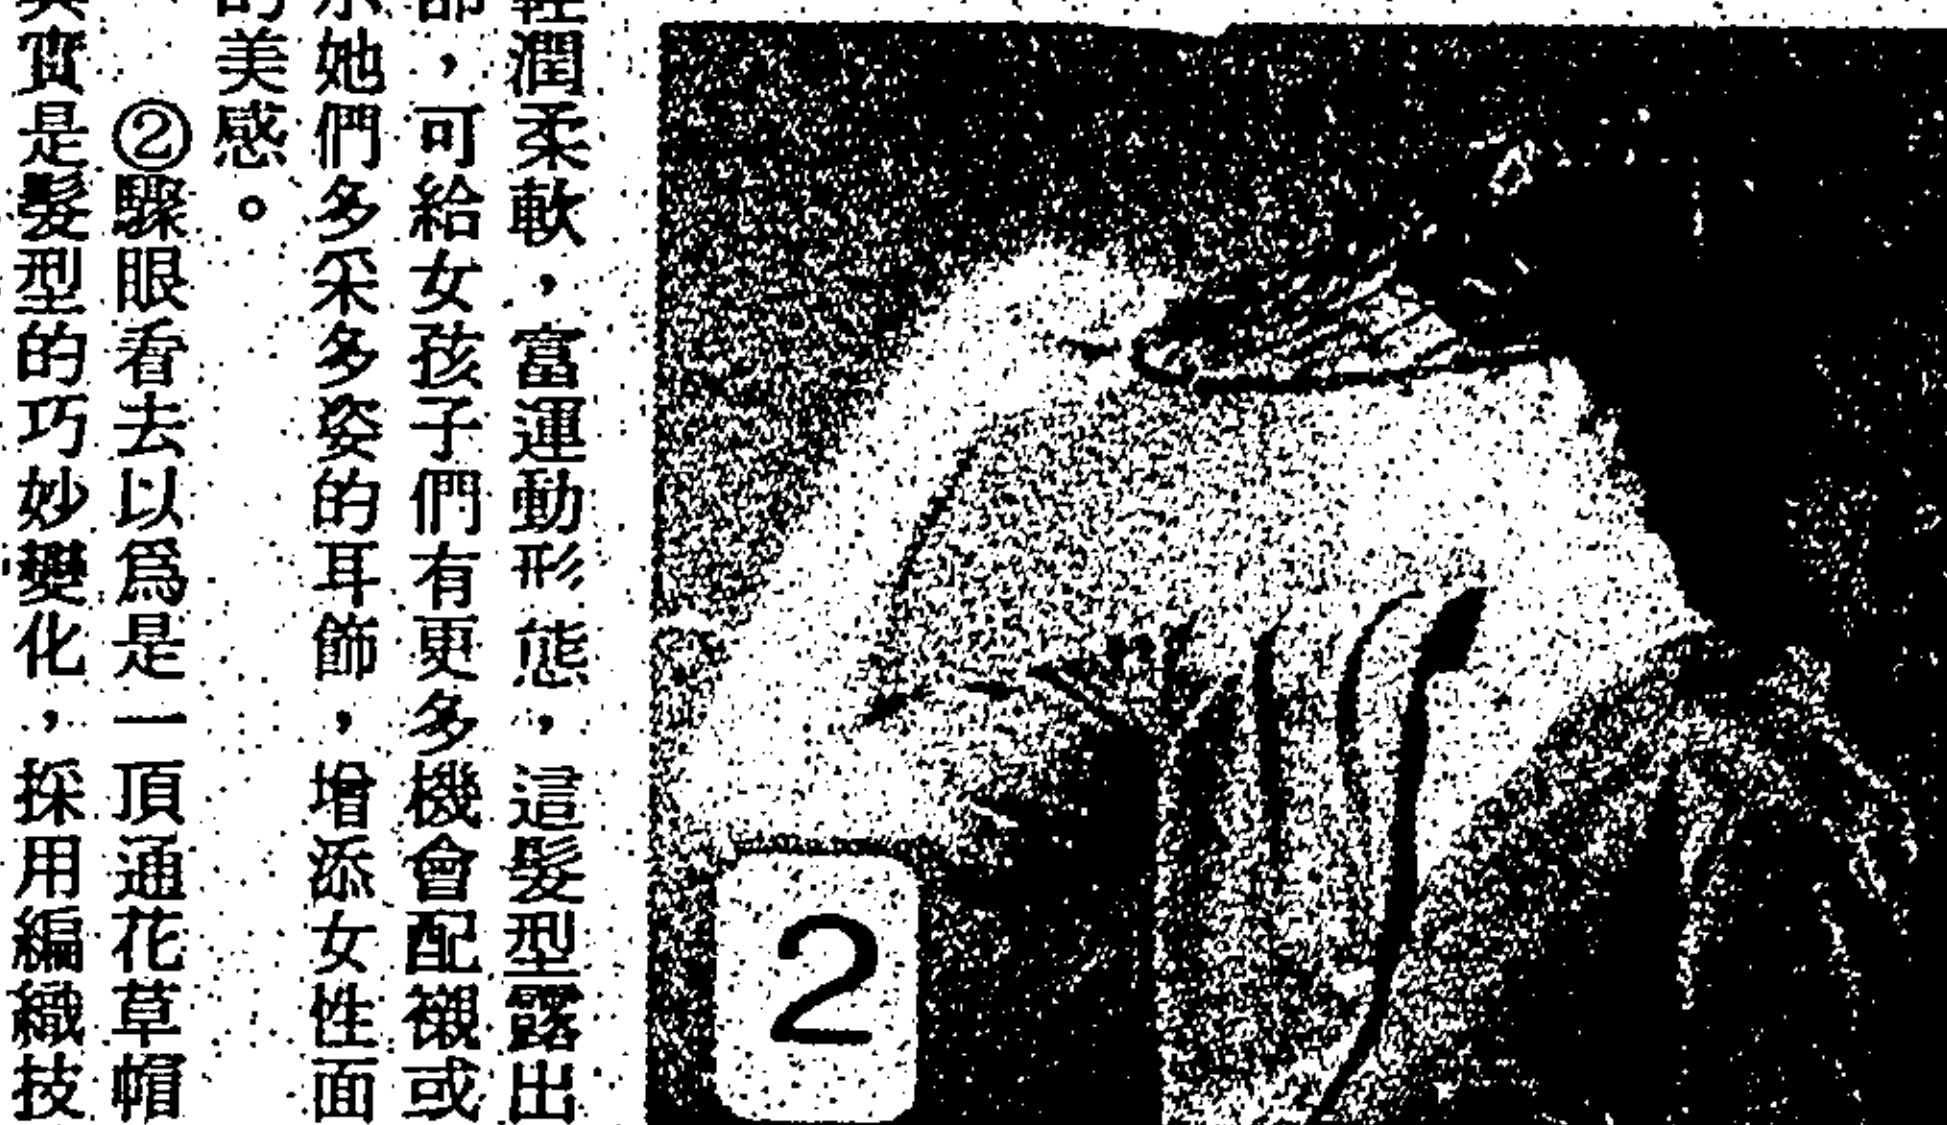 輕潤柔軟，富運動形態，這髮型露出
部，可給女孩子們有更多機會配襯或
示她們多采多姿的耳飾，增添女性面
的美感。
②驟眼看去以爲是一頂通花草帽
其實是髮型的巧妙變化，採用編織技
2